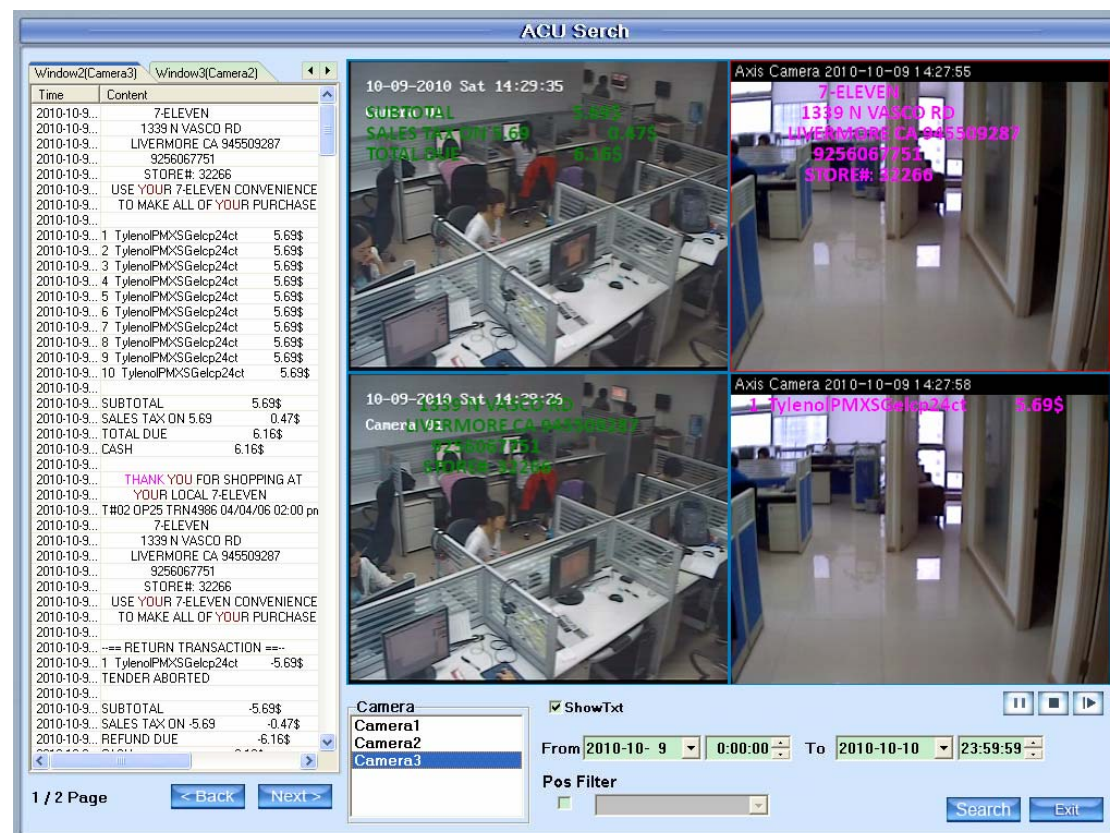 ACU Serch
Window2(Camera3) Window3(Camera2)
Time Content
2010-10-9... 7-ELEVEN
2010-10-9... 1339 N VASCO RD
2010-10-9... LIVERMORE CA 945509287
2010-10-9... 9256067751
2010-10-9... STORE#: 32266
2010-10-9... USE YOUR 7-ELEVEN CONVENIENCE
2010-10-9... TO MAKE ALL OF YOUR PURCHASE
2010-10-9...
2010-10-9... 1 TylenolPMXSGelcp24ct 5.69$
2010-10-9... 2 TylenolPMXSGelcp24ct 5.69$
2010-10-9... 3 TylenolPMXSGelcp24ct 5.69$
2010-10-9... 4 TylenolPMXSGelcp24ct 5.69$
2010-10-9... 5 TylenolPMXSGelcp24ct 5.69$
2010-10-9... 6 TylenolPMXSGelcp24ct 5.69$
2010-10-9... 7 TylenolPMXSGelcp24ct 5.69$
2010-10-9... 8 TylenolPMXSGelcp24ct 5.69$
2010-10-9... 9 TylenolPMXSGelcp24ct 5.69$
2010-10-9... 10 TylenolPMXSGelcp24ct 5.69$
2010-10-9...
2010-10-9... SUBTOTAL 5.69$
2010-10-9... SALES TAX ON 5.69 0.47$
2010-10-9... TOTAL DUE 6.16$
2010-10-9... CASH 6.16$
2010-10-9...
2010-10-9... THANK YOU FOR SHOPPING AT
2010-10-9... YOUR LOCAL 7-ELEVEN
2010-10-9... T#02 OP25 TRN4986 04/04/06 02:00 pm
2010-10-9... 7-ELEVEN
2010-10-9... 1339 N VASCO RD
2010-10-9... LIVERMORE CA 945509287
2010-10-9... 9256067751
2010-10-9... STORE#: 32266
2010-10-9... USE YOUR 7-ELEVEN CONVENIENCE
2010-10-9... TO MAKE ALL OF YOUR PURCHASE
2010-10-9...
2010-10-9... --== RETURN TRANSACTION ==--
2010-10-9... 1 TylenolPMXSGelcp24ct -5.69$
2010-10-9... TENDER ABORTED
2010-10-9...
2010-10-9... SUBTOTAL -5.69$
2010-10-9... SALES TAX ON -5.69 -0.47$
2010-10-9... REFUND DUE -6.16$
1 / 2 Page < Back Next >
10-09-2010 Sat 14:29:35
SUBTOTAL
SALES TAX ON 5.69 0.47$
TOTAL DUE 6.16$
Axis Camera 2010-10-09 14:27:55
7-ELEVEN
1339 N VASCO RD
LIVERMORE CA 945509287
9256067751
STORE#: 32266
10-09-2010 Sat 14:29:26
1339 N VASCO RD
Camera LIVERMORE CA 945509287
9256067751
STORE#: 32266
Axis Camera 2010-10-09 14:27:58
1 TylenolPMXSGelcp24ct 5.69$
Camera
Camera1
Camera2
Camera3
ShowTxt
From 2010-10- 9 0:00:00 To 2010-10-10 23:59:59
Pos Filter
Search Exit